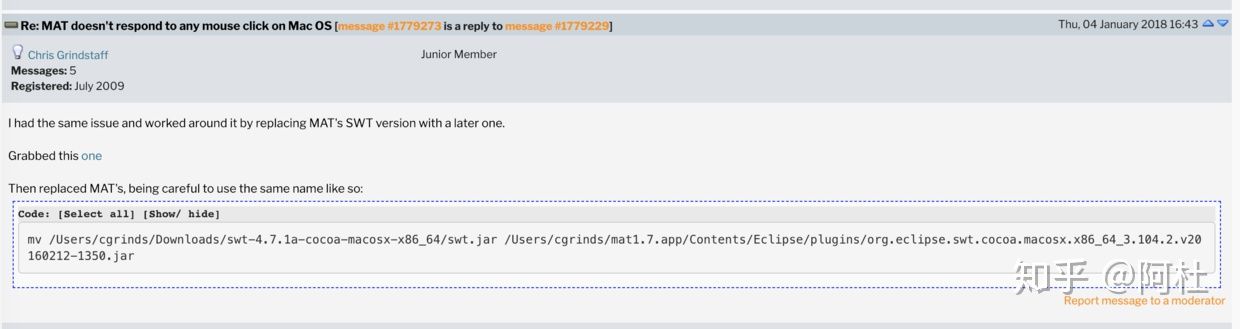 Re: MAT doesn't respond to any mouse click on Mac OS [message #1779273 is a reply to message #1779229]
Thu, 04 January 2018 16:43
Chris Grindstaff
Junior Member
Messages: 5
Registered: July 2009
I had the same issue and worked around it by replacing MAT's SWT version with a later one.
Grabbed this one
Then replaced MAT's, being careful to use the same name like so:
Code: [Select all] [Show/ hide]
mv /Users/cgrinds/Downloads/swt-4.7.1a-cocoa-macosx-x86_64/swt.jar /Users/cgrinds/mat1.7.app/Contents/Eclipse/plugins/org.eclipse.swt.cocoa.macosx.x86_64_3.104.2.v20
160212-1350.jar
知乎 @阿杜
Report message to a moderator